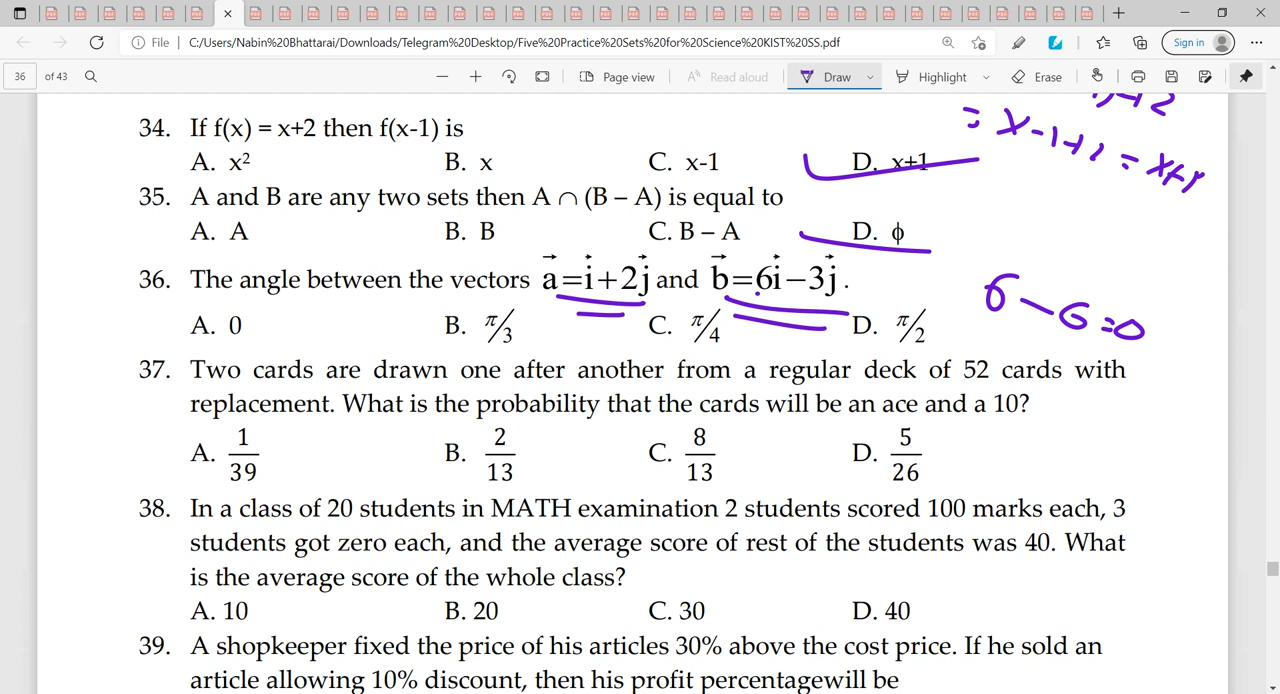 File C:/Users/Nabin%20Bhattarai/Downloads/Telegram%20Desktop/Five%20Practice%20Sets%20for%20Science%20KIST%20SS.pdf Sign in
36 of 43 Page view Read aloud Draw Highlight Erase
34. If f(x) = x+2 then f(x-1) is
= x-1+2 = x+1
A. x² B. x C. x-1 D. x+1
35. A and B are any two sets then A ∩ (B – A) is equal to
A. A B. B C. B – A D. ϕ
36. The angle between the vectors a⃗=i⃗+2j⃗ and b⃗=6i⃗−3j⃗.
6-6=0
A. 0 B. π/3 C. π/4 D. π/2
37. Two cards are drawn one after another from a regular deck of 52 cards with
replacement. What is the probability that the cards will be an ace and a 10?
A. 1/39 B. 2/13 C. 8/13 D. 5/26
38. In a class of 20 students in MATH examination 2 students scored 100 marks each, 3
students got zero each, and the average score of rest of the students was 40. What
is the average score of the whole class?
A. 10 B. 20 C. 30 D. 40
39. A shopkeeper fixed the price of his articles 30% above the cost price. If he sold an
article allowing 10% discount, then his profit percentagewill be